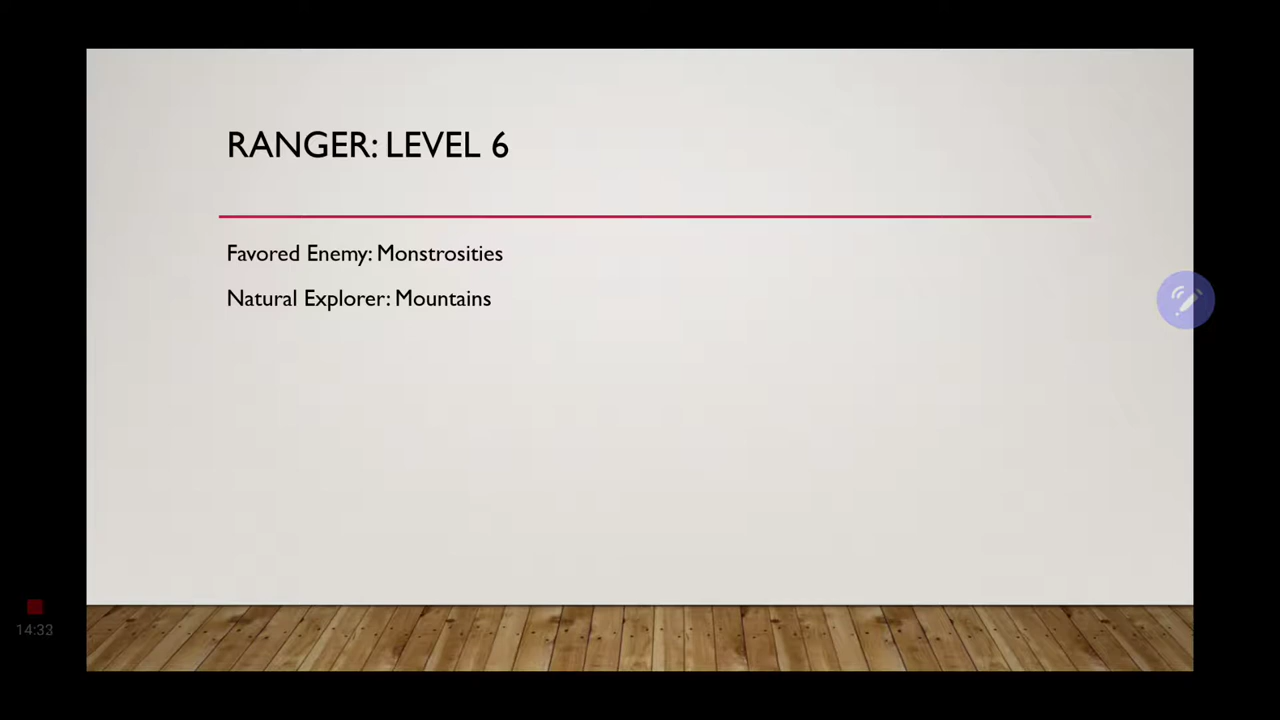 RANGER: LEVEL 6
Favored Enemy: Monstrosities
Natural Explorer: Mountains
14:33